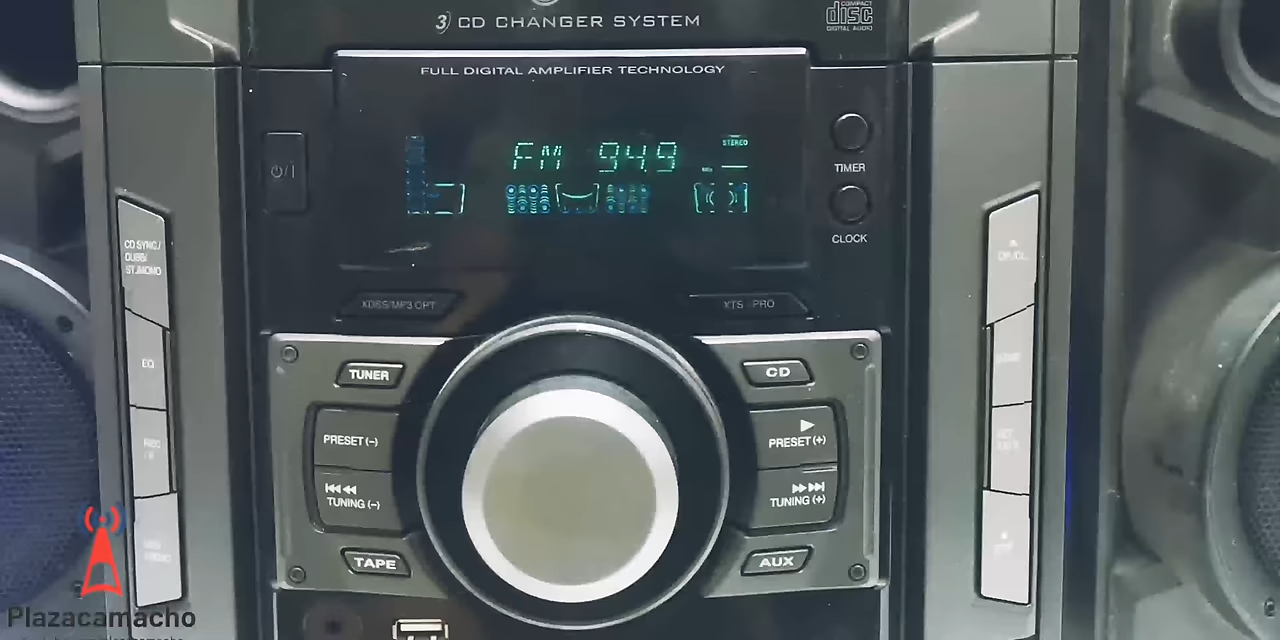 3 CD CHANGER SYSTEM
COMPACT
disc
DIGITAL AUDIO
FULL DIGITAL AMPLIFIER TECHNOLOGY
STEREO
FM 94.9
TIMER
CLOCK
CD SYNC./
DUBB/
ST./MONO
XDSS/MP3 OPT
XTS-PRO
EQ
TUNER
CD
PRESET (-)
PRESET (+)
TUNING (-)
TUNING (+)
TAPE
AUX
Plazacamacho